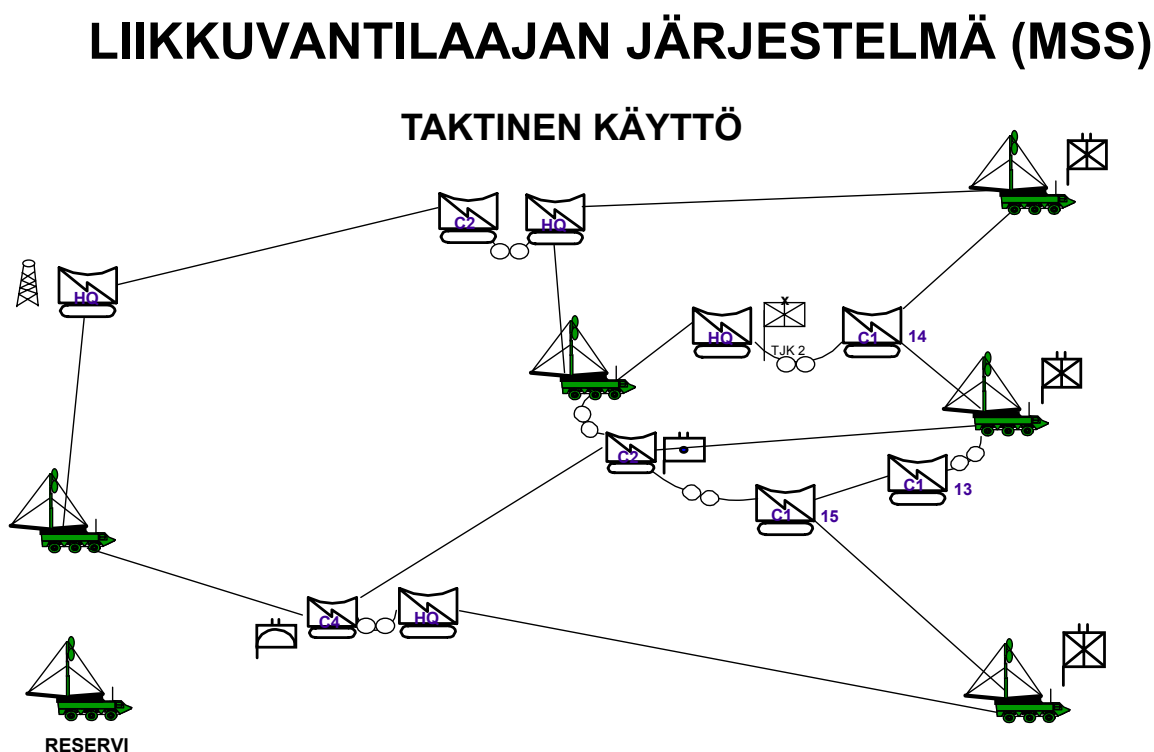 LIIKKUVANTILAAJAN JÄRJESTELMÄ (MSS)
TAKTINEN KÄYTTÖ
C2
HQ
HQ
HQ
x
TJK 2
C1
14
C2
C1
13
C1
15
C4
HQ
RESERVI